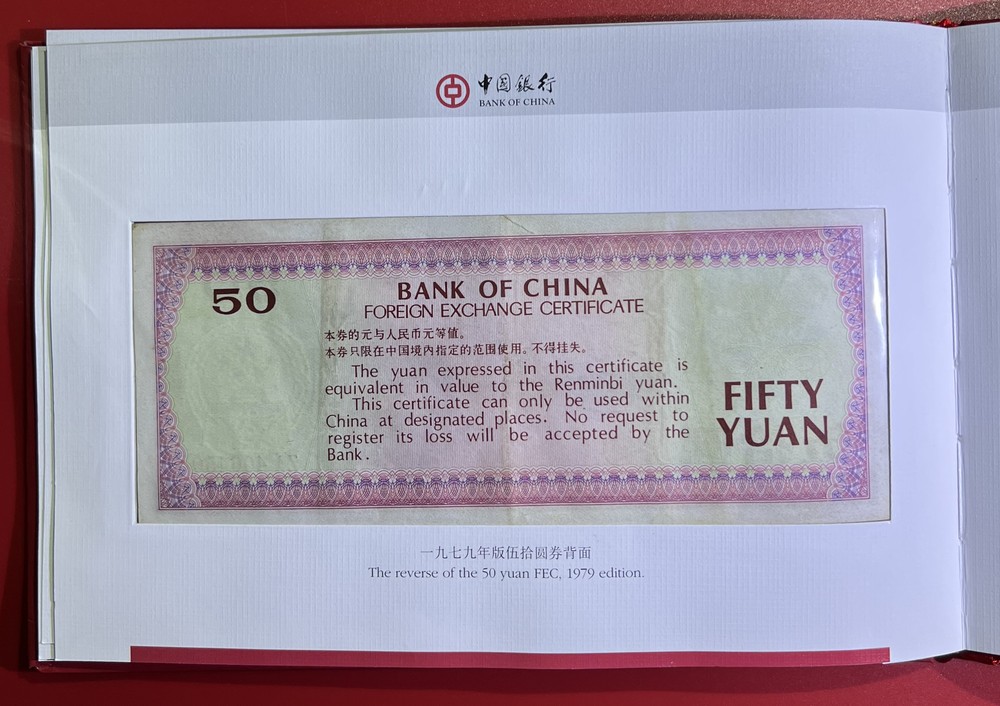 中国银行
BANK OF CHINA
50
BANK OF CHINA
FOREIGN EXCHANGE CERTIFICATE
本券的元与人民币元等值。
本券只限在中国境内指定的范围使用。不得挂失。
The yuan expressed in this certificate is
equivalent in value to the Renminbi yuan.
This certificate can only be used within
China at designated places. No request to
register its loss will be accepted by the
Bank.
FIFTY
YUAN
一九七九年版伍拾圆券背面
The reverse of the 50 yuan FEC, 1979 edition.